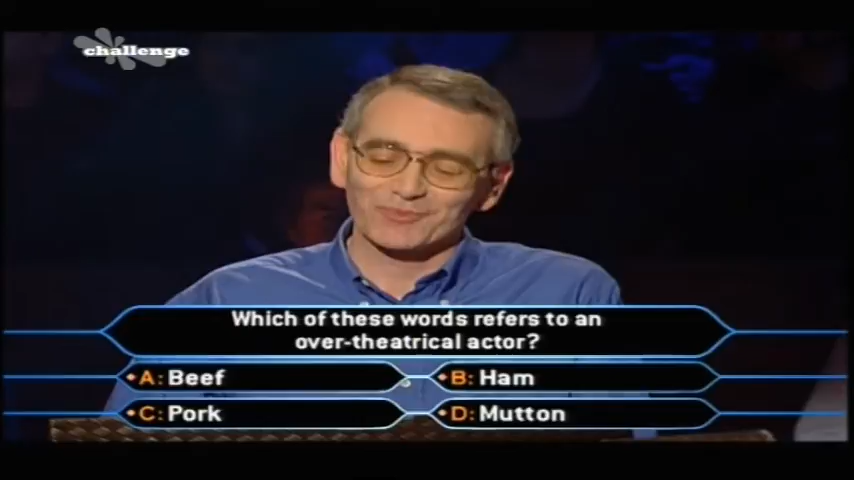 challenge
Which of these words refers to an
over-theatrical actor?
A: Beef
B: Ham
C: Pork
D: Mutton